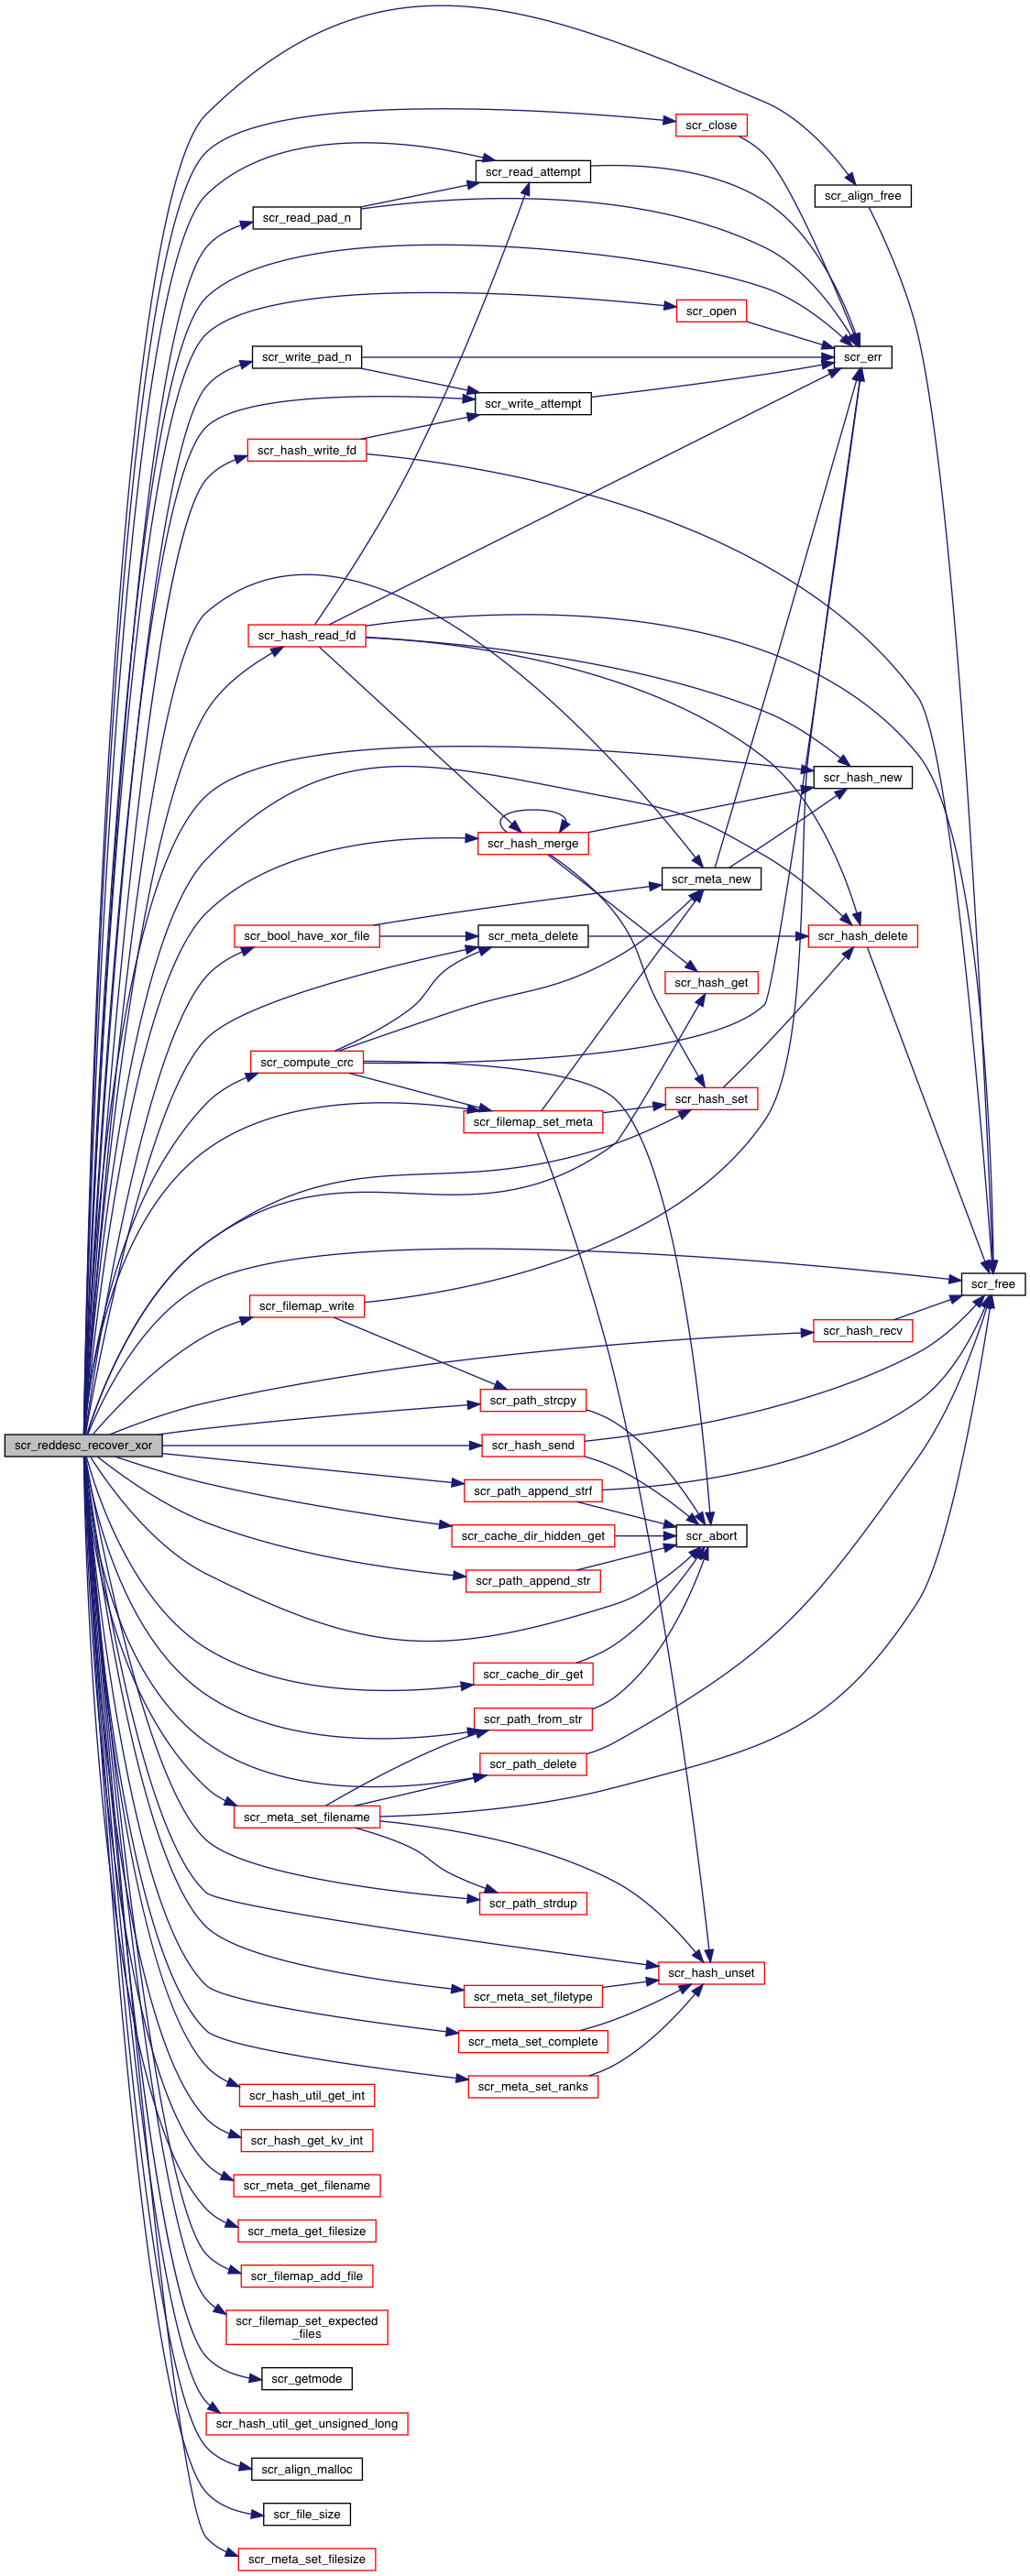 scr_close
scr_read_attempt
scr_align_free
scr_read_pad_n
scr_open
scr_write_pad_n
scr_err
scr_write_attempt
scr_hash_write_fd
scr_hash_read_fd
scr_hash_new
scr_hash_merge
scr_meta_new
scr_bool_have_xor_file
scr_meta_delete
scr_hash_delete
scr_hash_get
scr_compute_crc
scr_hash_set
scr_filemap_set_meta
scr_free
scr_filemap_write
scr_hash_recv
scr_path_strcpy
scr_reddesc_recover_xor
scr_hash_send
scr_path_append_strf
scr_cache_dir_hidden_get
scr_abort
scr_path_append_str
scr_cache_dir_get
scr_path_from_str
scr_path_delete
scr_meta_set_filename
scr_path_strdup
scr_hash_unset
scr_meta_set_filetype
scr_meta_set_complete
scr_meta_set_ranks
scr_hash_util_get_int
scr_hash_get_kv_int
scr_meta_get_filename
scr_meta_get_filesize
scr_filemap_add_file
scr_filemap_set_expected
_files
scr_getmode
scr_hash_util_get_unsigned_long
scr_align_malloc
scr_file_size
scr_meta_set_filesize